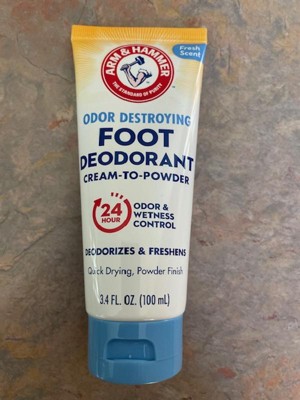 Fresh
Scent
ARM & HAMMER
THE STANDARD OF PURITY
ODOR DESTROYING
FOOT
DEODORANT
CREAM-TO-POWDER
24
HOUR
ODOR &
WETNESS
CONTROL
DEODORIZES & FRESHENS
Quick Drying, Powder Finish
3.4 FL. OZ. (100 mL)